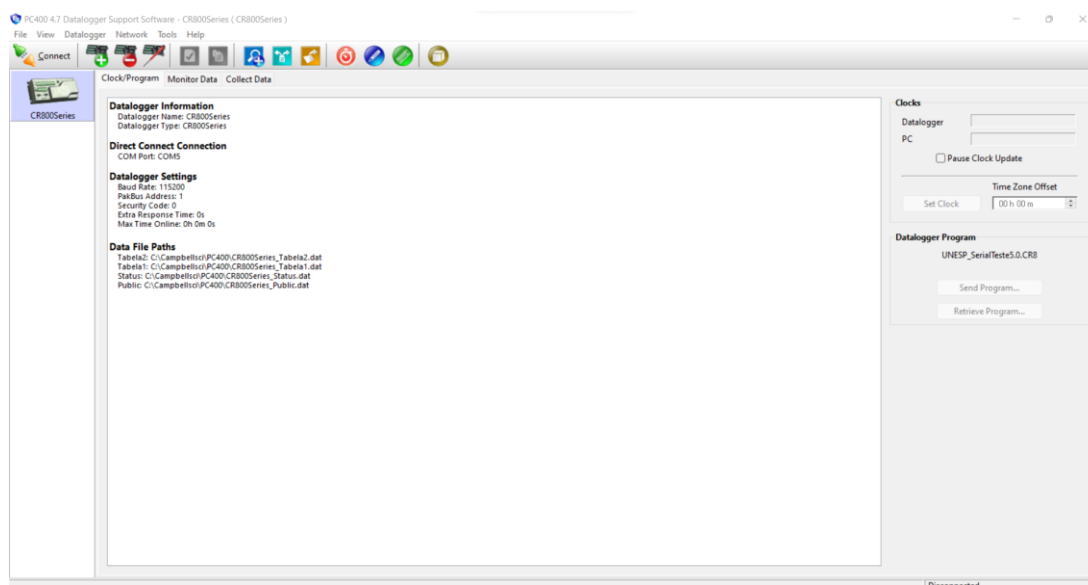 PC400 4.7 Datalogger Support Software - CR800Series ( CR800Series )
File View Datalogger Network Tools Help
Connect
CR800Series
Clock/Program Monitor Data Collect Data
Datalogger Information
Datalogger Name: CR800Series
Datalogger Type: CR800Series
Direct Connect Connection
COM Port: COM5
Datalogger Settings
Baud Rate: 115200
PakBus Address: 1
Security Code: 0
Extra Response Time: 0s
Max Time Online: 0h 0m 0s
Data File Paths
Tabela2: C:\Campbellsci\PC400\CR800Series_Tabela2.dat
Tabela1: C:\Campbellsci\PC400\CR800Series_Tabela1.dat
Status: C:\Campbellsci\PC400\CR800Series_Status.dat
Public: C:\Campbellsci\PC400\CR800Series_Public.dat
Clocks
Datalogger
PC
Pause Clock Update
Time Zone Offset
Set Clock 00 h 00 m
Datalogger Program
UNESP_SerialTeste5.0.CR8
Send Program...
Retrieve Program...
Disconnected